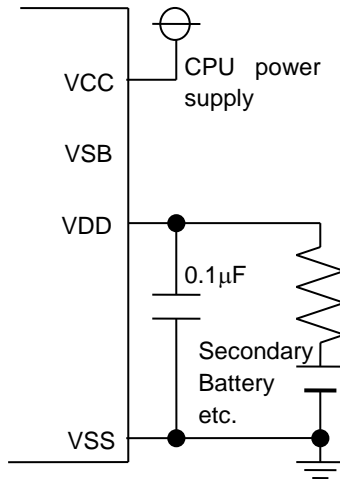 VCC
CPU power
supply
VSB
VDD
0.1μF
Secondary
Battery
etc.
VSS